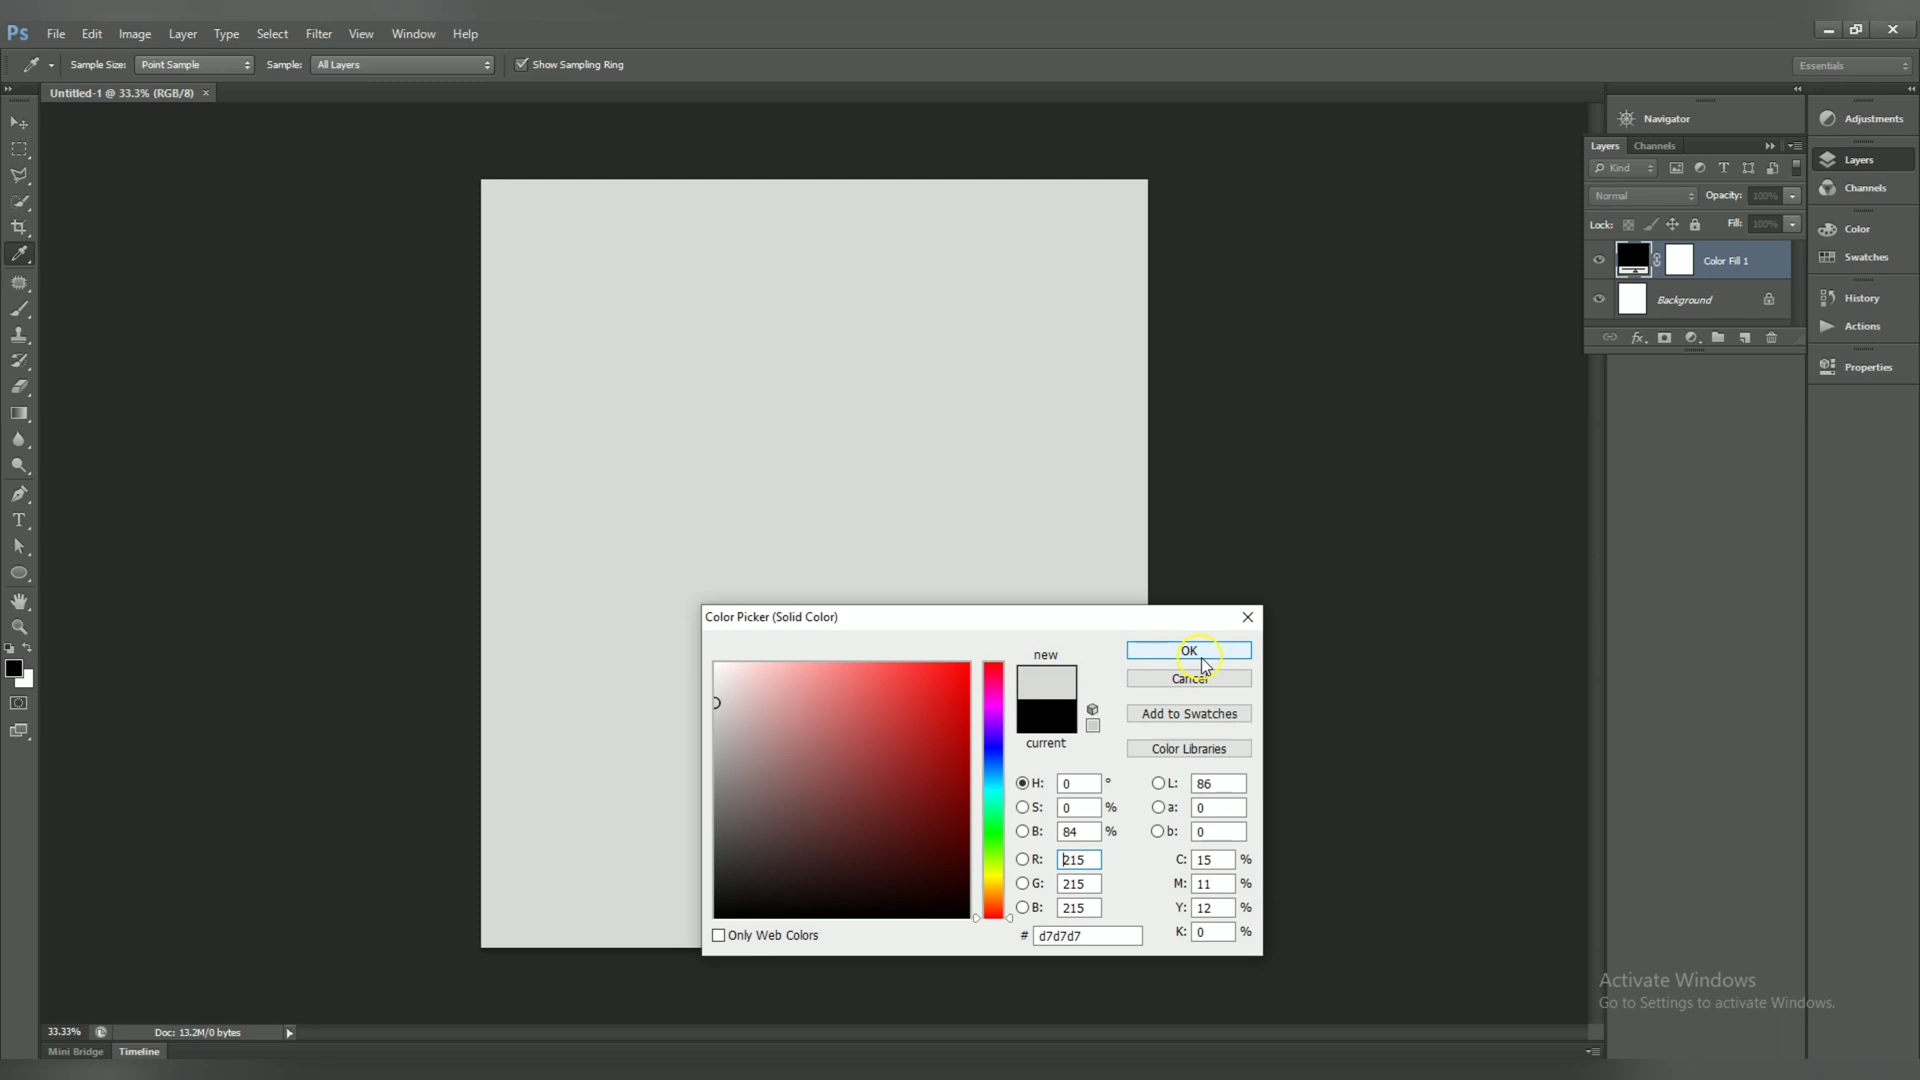 Ps File Edit Image Layer Type Select Filter View Window Help
Sample Size: Point Sample Sample: All Layers Show Sampling Ring Essentials
Untitled-1 @ 33.3% (RGB/8) ×
Navigator
Adjustments
Layers Channels
Kind
Layers
Normal Opacity: 100%
Channels
Lock: Fill: 100%
Color
Color Fill 1
Swatches
Background
History
Actions
Properties
Color Picker (Solid Color)
new
OK
Cancel
Add to Swatches
current
Color Libraries
H: 0 ° L: 86
S: 0 % a: 0
B: 84 % b: 0
R: 215 C: 15 %
G: 215 M: 11 %
B: 215 Y: 12 %
# d7d7d7 K: 0 %
Only Web Colors
T
Activate Windows
Go to Settings to activate Windows.
33.33% Doc: 13.2M/0 bytes
Mini Bridge Timeline